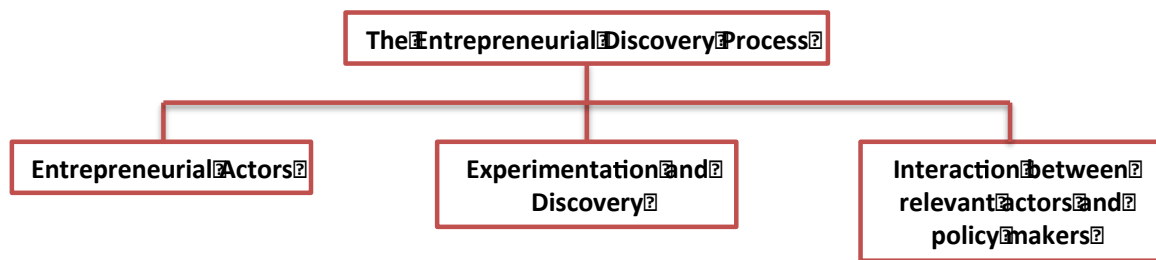 The Entrepreneurial Discovery Process
Entrepreneurial Actors
Experimentation and
Discovery
Interaction between
relevant actors and
policy makers